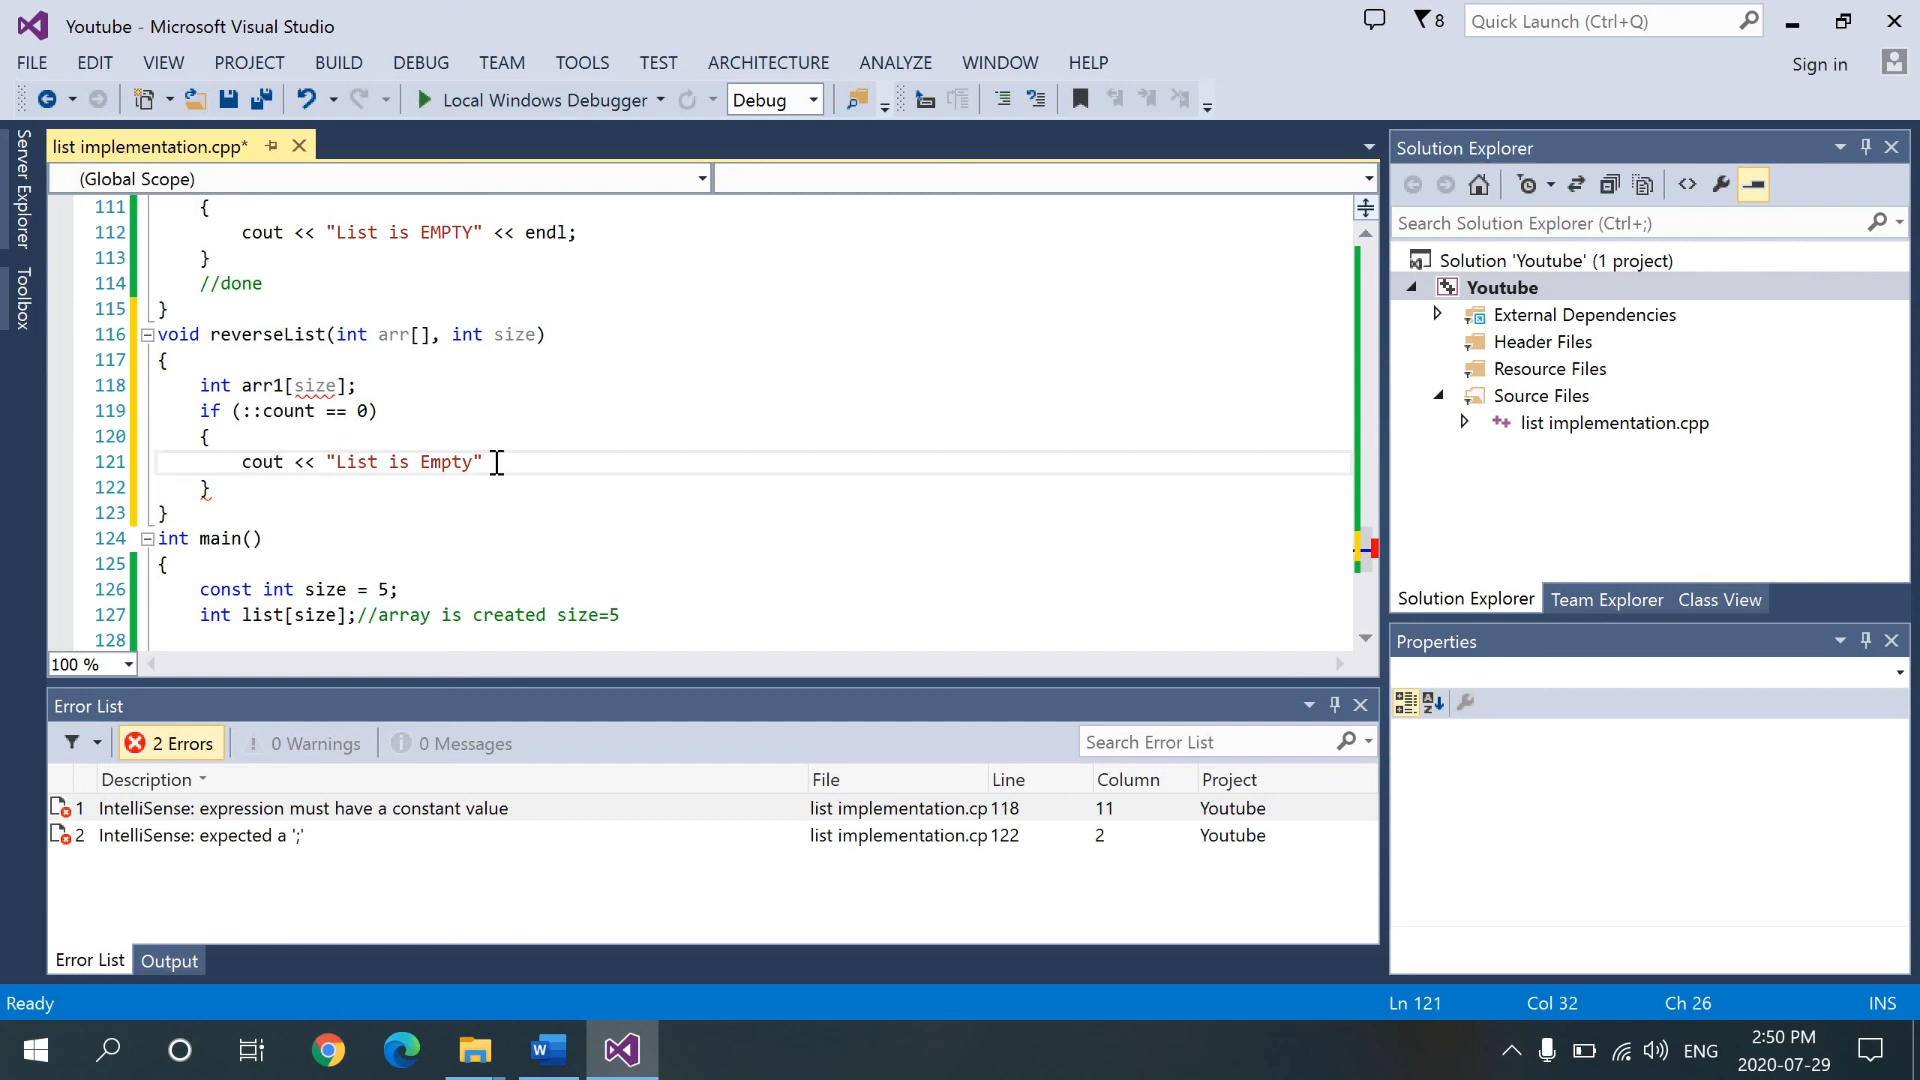 Youtube - Microsoft Visual Studio
8
Quick Launch (Ctrl+Q)
FILE EDIT VIEW PROJECT BUILD DEBUG TEAM TOOLS TEST ARCHITECTURE ANALYZE WINDOW HELP
Sign in
Local Windows Debugger
Debug
Server Explorer
Toolbox
list implementation.cpp*
(Global Scope)
111 {
112 cout << "List is EMPTY" << endl;
113 }
114 //done
115 }
116 void reverseList(int arr[], int size)
117 {
118 int arr1[size];
119 if (::count == 0)
120 {
121 cout << "List is Empty"
122 }
123 }
124 int main()
125 {
126 const int size = 5;
127 int list[size];//array is created size=5
128
100 %
Solution Explorer
Search Solution Explorer (Ctrl+;)
Solution 'Youtube' (1 project)
Youtube
External Dependencies
Header Files
Resource Files
Source Files
list implementation.cpp
Solution Explorer Team Explorer Class View
Properties
Error List
2 Errors 0 Warnings 0 Messages
Search Error List
Description File Line Column Project
1 IntelliSense: expression must have a constant value list implementation.cp 118 11 Youtube
2 IntelliSense: expected a ';' list implementation.cp 122 2 Youtube
Error List Output
Ready Ln 121 Col 32 Ch 26 INS
ENG
2:50 PM
2020-07-29